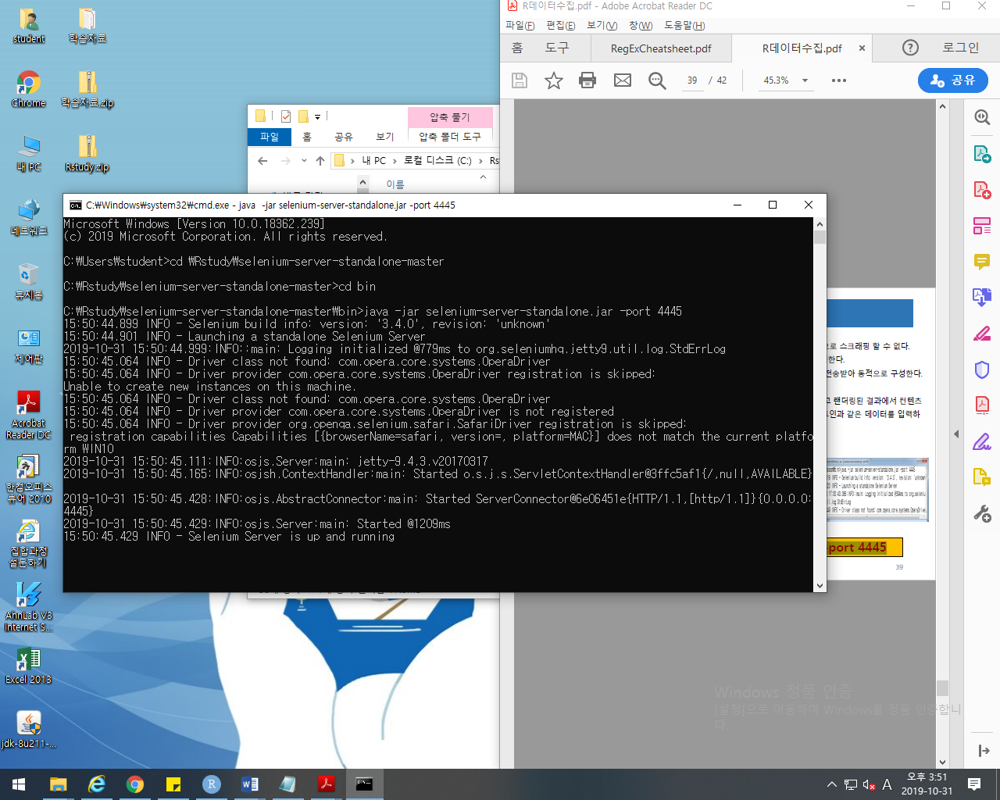 student
학습자료
Chrome
학습자료.zip
내 PC
Rstudy.zip
네트워크
휴지통
제어판
Acrobat
Reader DC
한컴오피스
뷰어 2010
집합과정
설문하기
AhnLab V3
Internet S...
Excel 2013
jdk-8u211-...
압축 풀기
파일
홈
공유
보기
압축 폴더 도구
내 PC
로컬 디스크 (C:)
이름
R데이터수집.pdf - Adobe Acrobat Reader DC
파일(F) 편집(E) 보기(V) 창(W) 도움말(H)
홈
도구
RegExCheatsheet.pdf
R데이터수집.pdf
로그인
39 / 42
45.3%
공유
C:\Windows\system32\cmd.exe - java -jar selenium-server-standalone.jar -port 4445
Microsoft Windows [Version 10.0.18362.239]
(c) 2019 Microsoft Corporation. All rights reserved.
C:\Users\student>cd \Rstudy\selenium-server-standalone-master
C:\Rstudy\selenium-server-standalone-master>cd bin
C:\Rstudy\selenium-server-standalone-master\bin>java -jar selenium-server-standalone.jar -port 4445
15:50:44.899 INFO - Selenium build info: version: '3.4.0', revision: 'unknown'
15:50:44.901 INFO - Launching a standalone Selenium Server
2019-10-31 15:50:44.999:INFO::main: Logging initialized @779ms to org.seleniumhq.jetty9.util.log.StdErrLog
15:50:45.064 INFO - Driver class not found: com.opera.core.systems.OperaDriver
15:50:45.064 INFO - Driver provider com.opera.core.systems.OperaDriver registration is skipped:
Unable to create new instances on this machine.
15:50:45.064 INFO - Driver class not found: com.opera.core.systems.OperaDriver
15:50:45.064 INFO - Driver provider com.opera.core.systems.OperaDriver is not registered
15:50:45.064 INFO - Driver provider org.openqa.selenium.safari.SafariDriver registration is skipped:
registration capabilities Capabilities [{browserName=safari, version=, platform=MAC}] does not match the current platfo
rm WIN10
2019-10-31 15:50:45.111:INFO:osjs.Server:main: jetty-9.4.3.v20170317
2019-10-31 15:50:45.165:INFO:osjsh.ContextHandler:main: Started o.s.j.s.ServletContextHandler@3ffc5af1{/,null,AVAILABLE}
2019-10-31 15:50:45.428:INFO:osjs.AbstractConnector:main: Started ServerConnector@6e06451e{HTTP/1.1,[http/1.1]}{0.0.0.0:
4445}
2019-10-31 15:50:45.429:INFO:osjs.Server:main: Started @1209ms
15:50:45.429 INFO - Selenium Server is up and running
으로 스크래핑 할 수 없다.
한다.
전송받아 동적으로 구성한다.
고 랜더링된 결과에서 컨텐츠
그인과 같은 데이터를 입력하
port 4445
39
Windows 정품 인증
[설정]으로 이동하여 Windows를 정품 인증합니
다
A
오후 3:51
2019-10-31